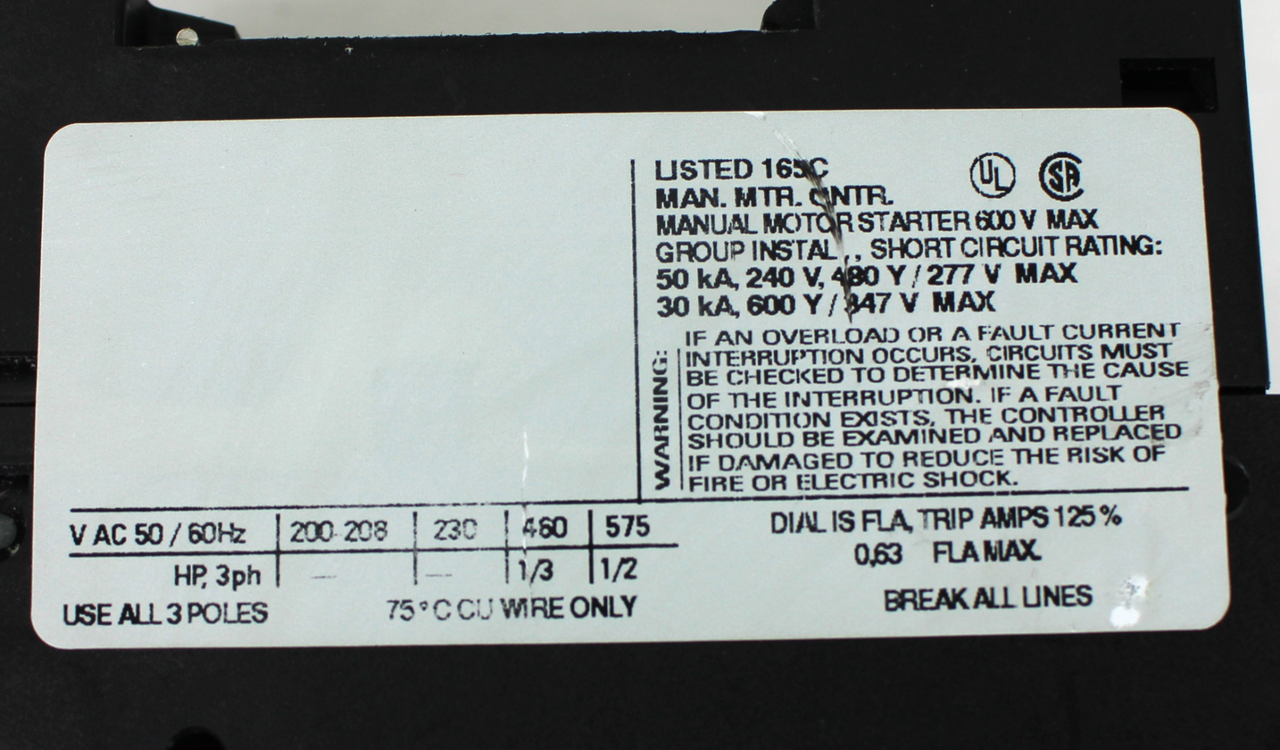 LISTED 165C UL SA
MAN. MTR. CNTR.
MANUAL MOTOR STARTER 600 V MAX
GROUP INSTAL , , SHORT CIRCUIT RATING:
50 kA, 240 V, 480 Y / 277 V MAX
30 kA, 600 Y / 347 V MAX
WARNING:
IF AN OVERLOAD OR A FAULT CURRENT
INTERRUPTION OCCURS, CIRCUITS MUST
BE CHECKED TO DETERMINE THE CAUSE
OF THE INTERRUPTION. IF A FAULT
CONDITION EXISTS, THE CONTROLLER
SHOULD BE EXAMINED AND REPLACED
IF DAMAGED TO REDUCE THE RISK OF
FIRE OR ELECTRIC SHOCK.
V AC 50 / 60Hz 200-208 230 460 575
HP, 3ph — — 1/3 1/2
USE ALL 3 POLES 75°C CU WIRE ONLY
DIAL IS FLA, TRIP AMPS 125 %
0,63 FLA MAX.
BREAK ALL LINES